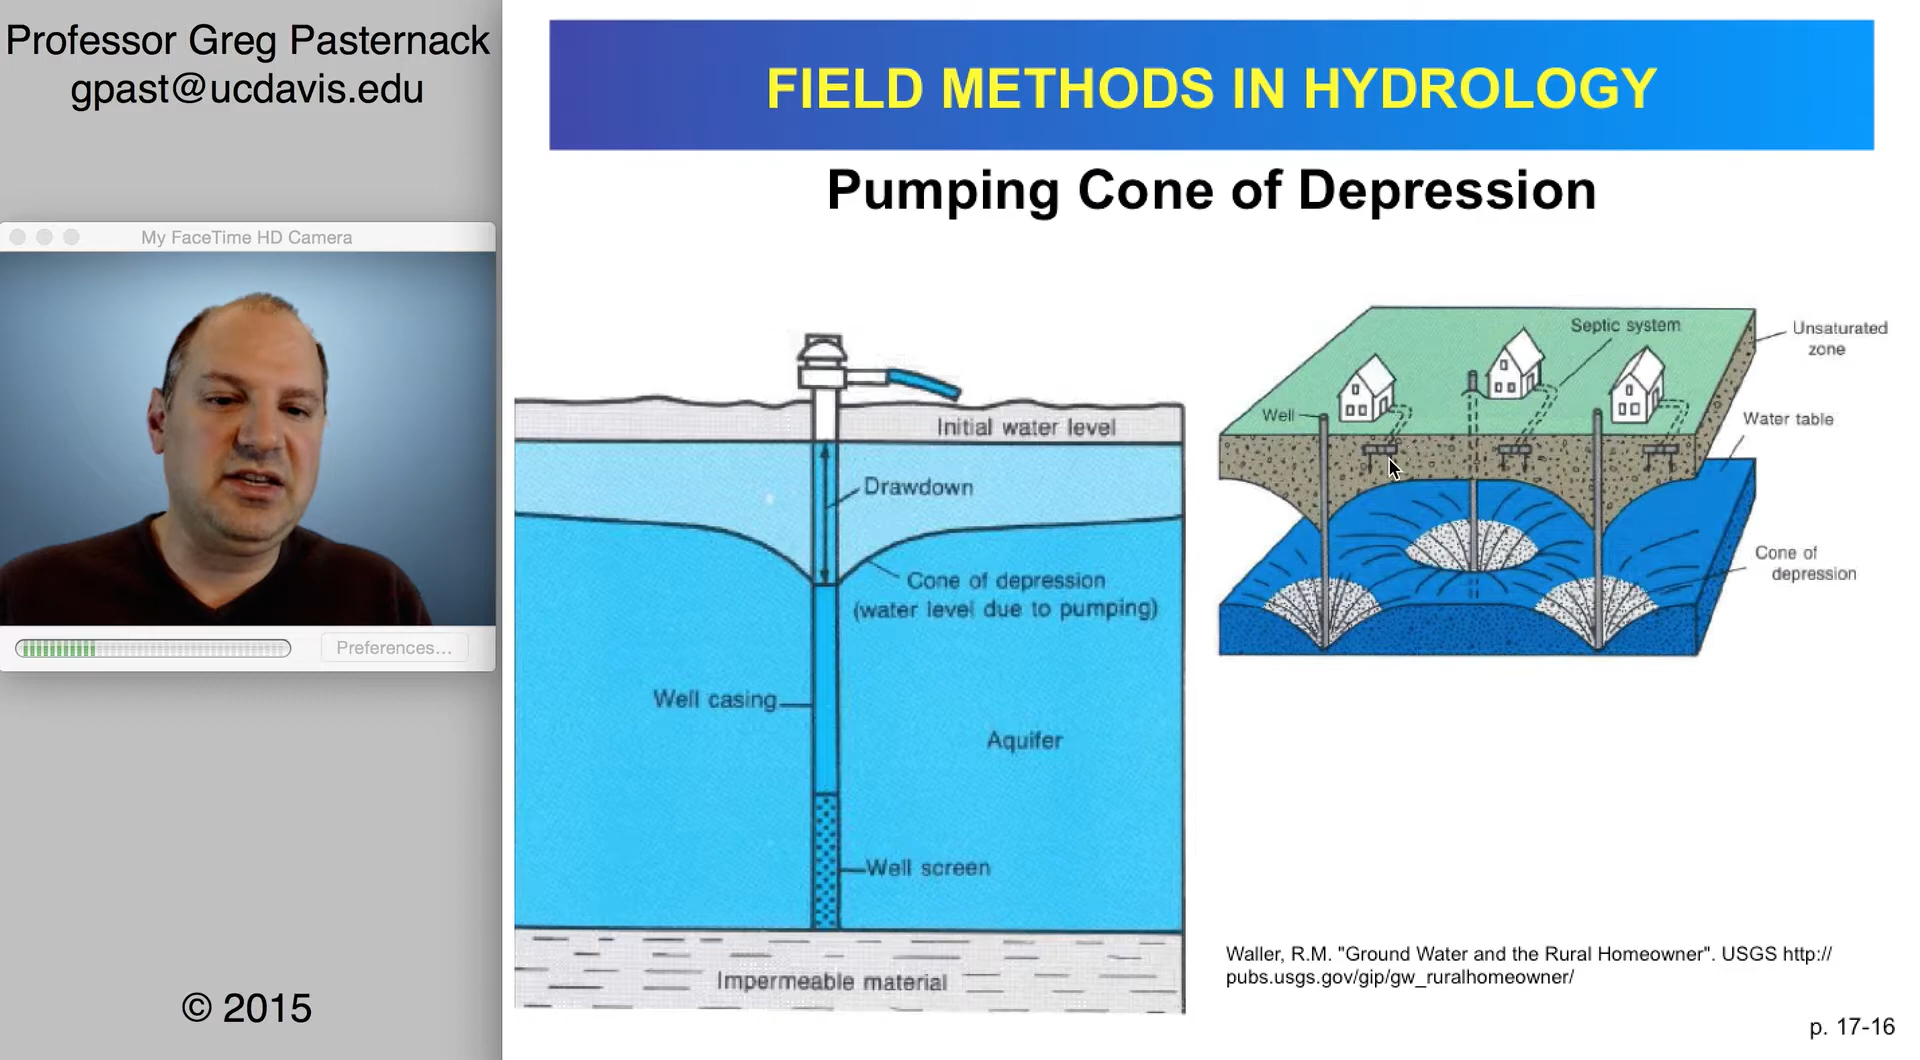 Professor Greg Pasternack
gpast@ucdavis.edu
My FaceTime HD Camera
Preferences...
© 2015
FIELD METHODS IN HYDROLOGY
Pumping Cone of Depression
Initial water level
Drawdown
Cone of depression
(water level due to pumping)
Well casing
Aquifer
Well screen
Impermeable material
Septic system
Unsaturated
zone
Well
Water table
Cone of
depression
Waller, R.M. "Ground Water and the Rural Homeowner". USGS http://
pubs.usgs.gov/gip/gw_ruralhomeowner/
p. 17-16